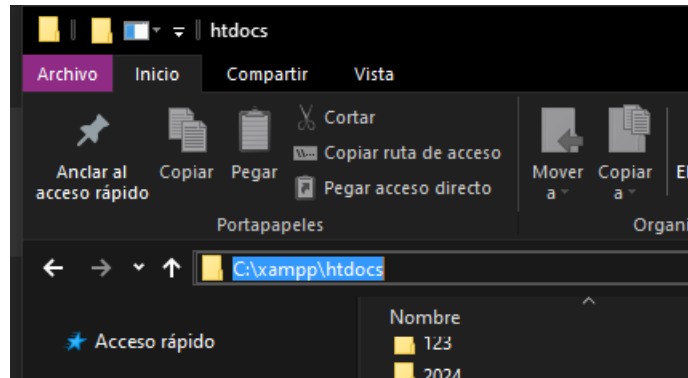 htdocs
Archivo Inicio Compartir Vista
Anclar al acceso rápido
Copiar
Pegar
Cortar
Copiar ruta de acceso
Pegar acceso directo
Mover a
Copiar a
Portapapeles
C:\xampp\htdocs
Acceso rápido
Nombre
123
2024